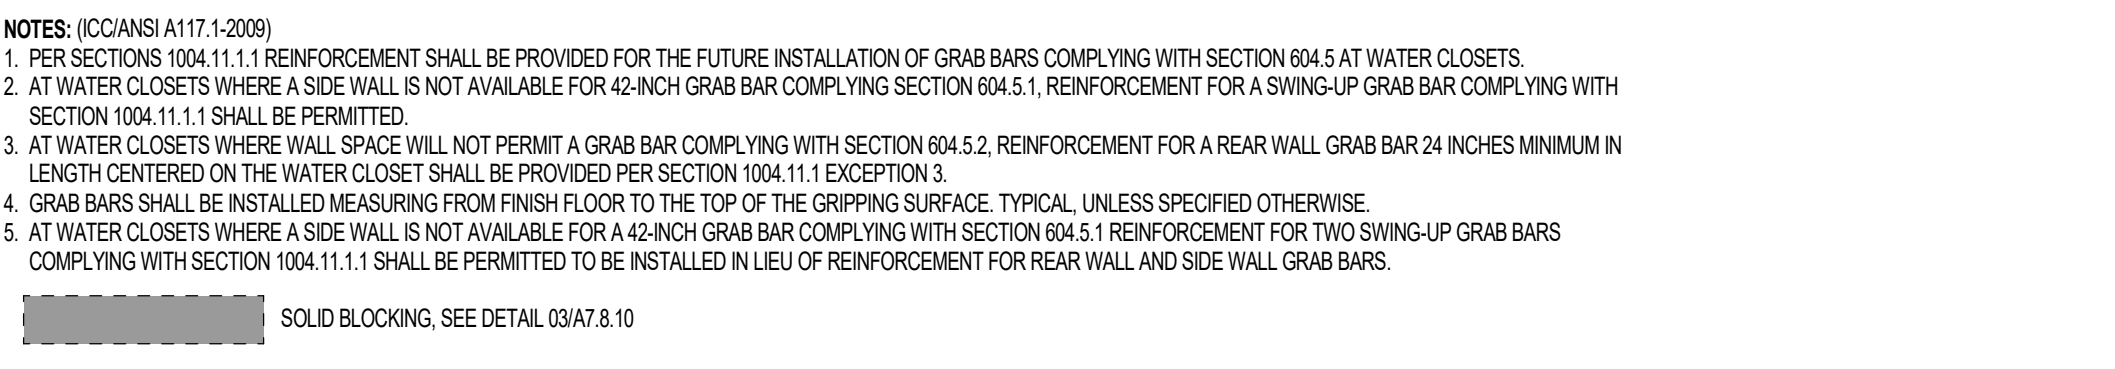 NOTES: (ICC/ANSI A117.1-2009)
1. PER SECTIONS 1004.11.1.1 REINFORCEMENT SHALL BE PROVIDED FOR THE FUTURE INSTALLATION OF GRAB BARS COMPLYING WITH SECTION 604.5 AT WATER CLOSETS.
2. AT WATER CLOSETS WHERE A SIDE WALL IS NOT AVAILABLE FOR 42-INCH GRAB BAR COMPLYING SECTION 604.5.1, REINFORCEMENT FOR A SWING-UP GRAB BAR COMPLYING WITH
SECTION 1004.11.1.1 SHALL BE PERMITTED.
3. AT WATER CLOSETS WHERE WALL SPACE WILL NOT PERMIT A GRAB BAR COMPLYING WITH SECTION 604.5.2, REINFORCEMENT FOR A REAR WALL GRAB BAR 24 INCHES MINIMUM IN
LENGTH CENTERED ON THE WATER CLOSET SHALL BE PROVIDED PER SECTION 1004.11.1 EXCEPTION 3.
4. GRAB BARS SHALL BE INSTALLED MEASURING FROM FINISH FLOOR TO THE TOP OF THE GRIPPING SURFACE. TYPICAL, UNLESS SPECIFIED OTHERWISE.
5. AT WATER CLOSETS WHERE A SIDE WALL IS NOT AVAILABLE FOR A 42-INCH GRAB BAR COMPLYING WITH SECTION 604.5.1 REINFORCEMENT FOR TWO SWING-UP GRAB BARS
COMPLYING WITH SECTION 1004.11.1.1 SHALL BE PERMITTED TO BE INSTALLED IN LIEU OF REINFORCEMENT FOR REAR WALL AND SIDE WALL GRAB BARS.
SOLID BLOCKING, SEE DETAIL 03/A7.8.10